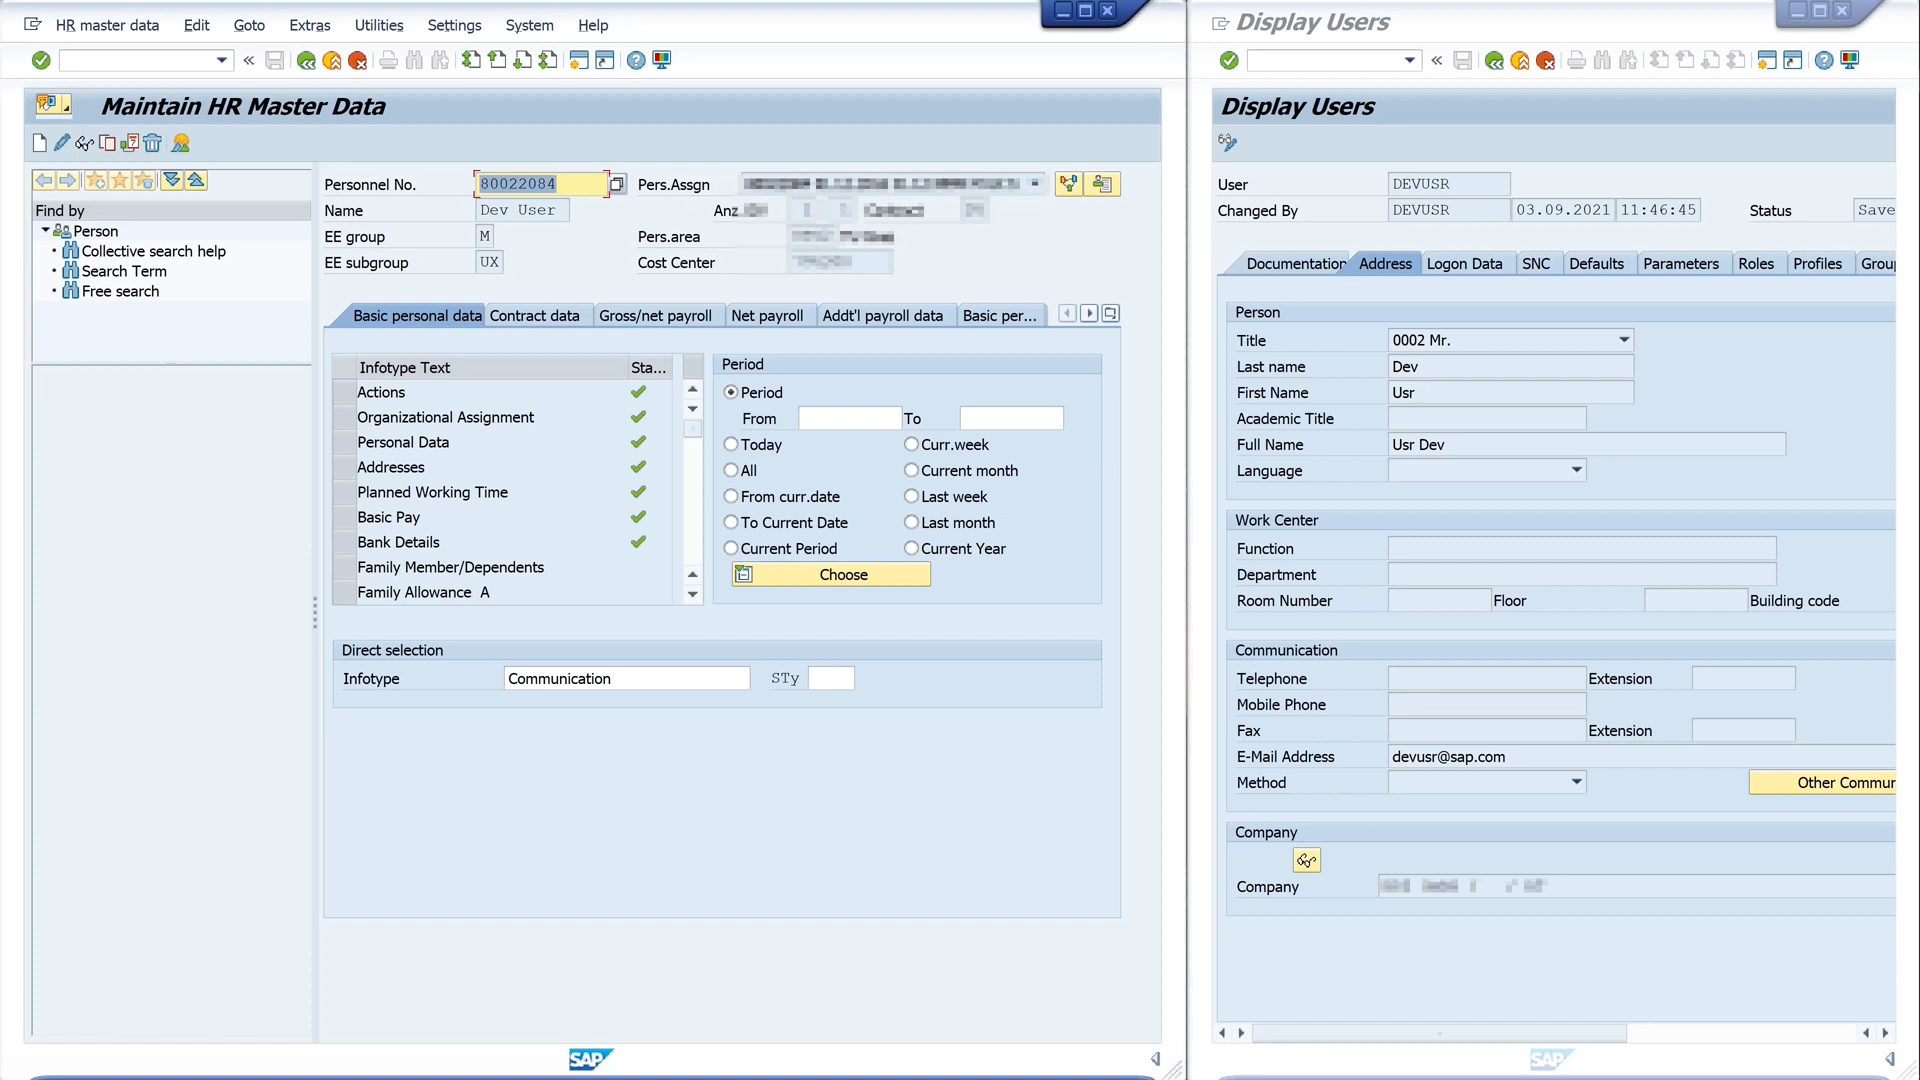 HR master data Edit Goto Extras Utilities Settings System Help
Maintain HR Master Data
Find by
Person
Collective search help
Search Term
Free search
Personnel No. 80022084 Pers.Assgn
Name Dev User Anz
EE group M Pers.area
EE subgroup UX Cost Center
Basic personal data Contract data Gross/net payroll Net payroll Addt'l payroll data Basic per...
Infotype Text Sta...
Actions
Organizational Assignment
Personal Data
Addresses
Planned Working Time
Basic Pay
Bank Details
Family Member/Dependents
Family Allowance A
Period
Period
From To
Today Curr.week
All Current month
From curr.date Last week
To Current Date Last month
Current Period Current Year
Choose
Direct selection
Infotype Communication STy
SAP
Display Users
Display Users
User DEVUSR
Changed By DEVUSR 03.09.2021 11:46:45 Status Save
Documentation Address Logon Data SNC Defaults Parameters Roles Profiles Group
Person
Title 0002 Mr.
Last name Dev
First Name Usr
Academic Title
Full Name Usr Dev
Language
Work Center
Function
Department
Room Number Floor Building code
Communication
Telephone Extension
Mobile Phone
Fax Extension
E-Mail Address devusr@sap.com
Method Other Commun
Company
Company
SAP